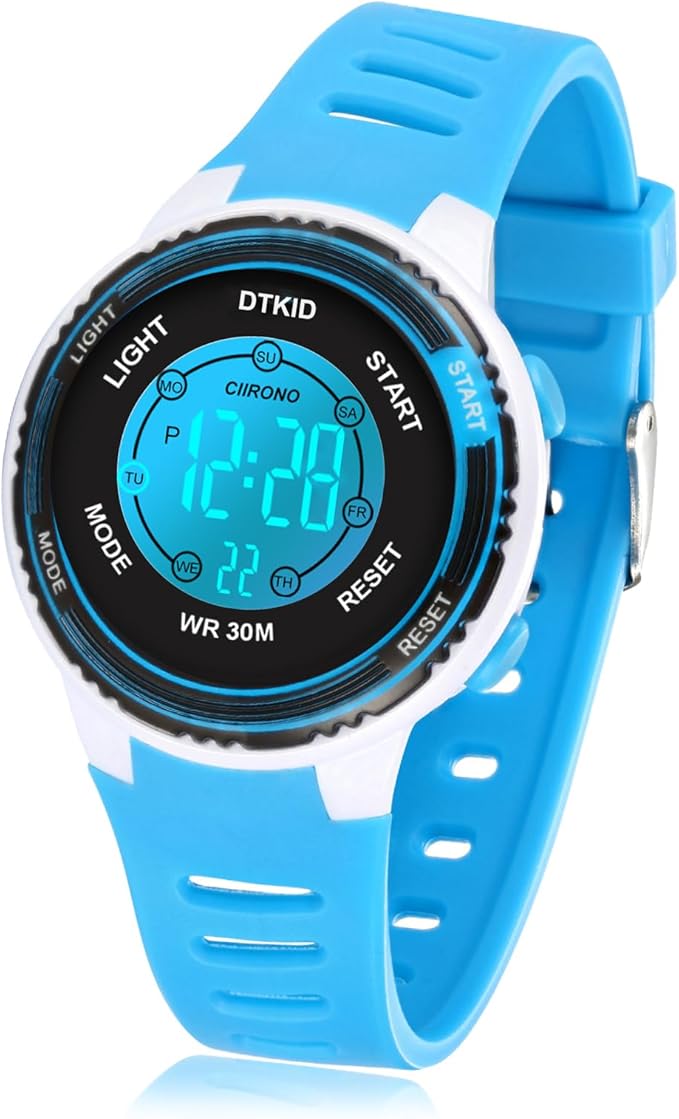 DTKID
LIGHT
LIGHT
START
START
SU
MO
SA
CIIRONO
P
12:28
TU
FR
WE
22
TH
MODE
MODE
RESET
RESET
WR 30M